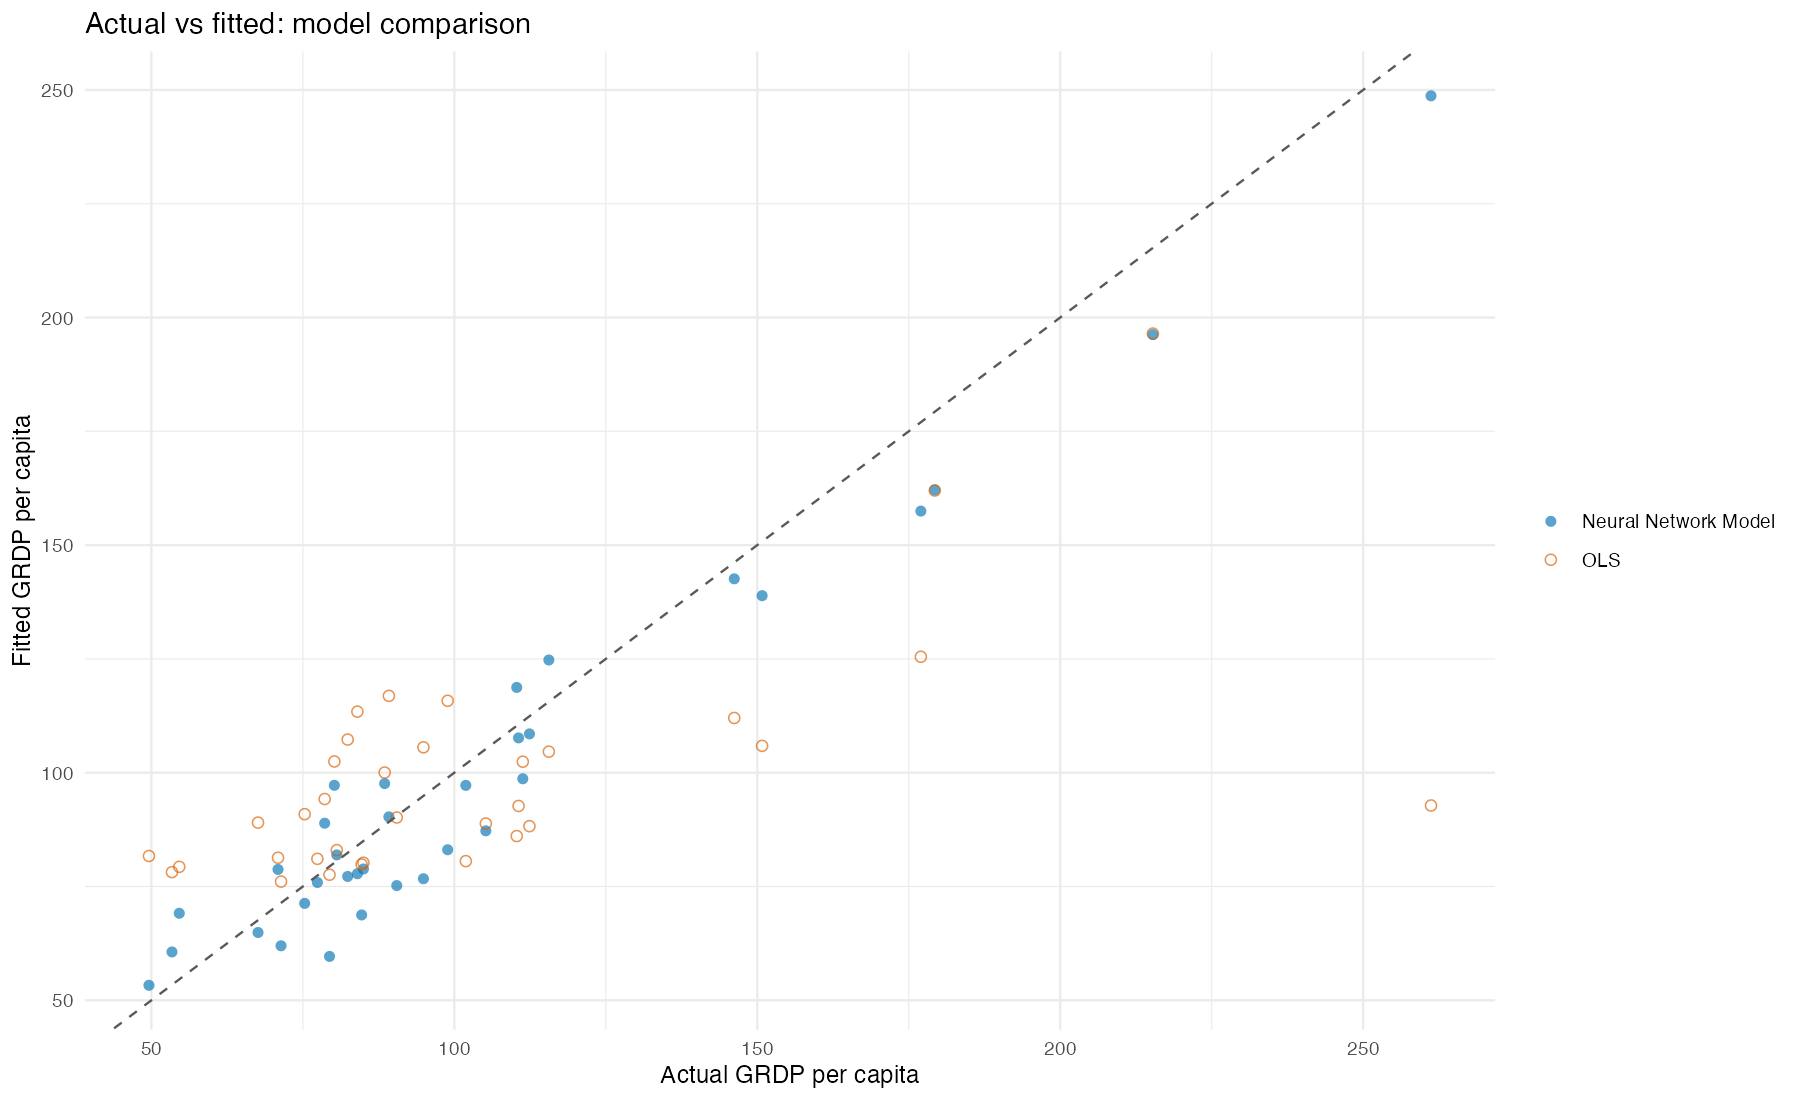 Actual vs fitted: model comparison
250
200
150
100
50
Fitted GRDP per capita
50 100 150 200 250
Actual GRDP per capita
Neural Network Model
OLS